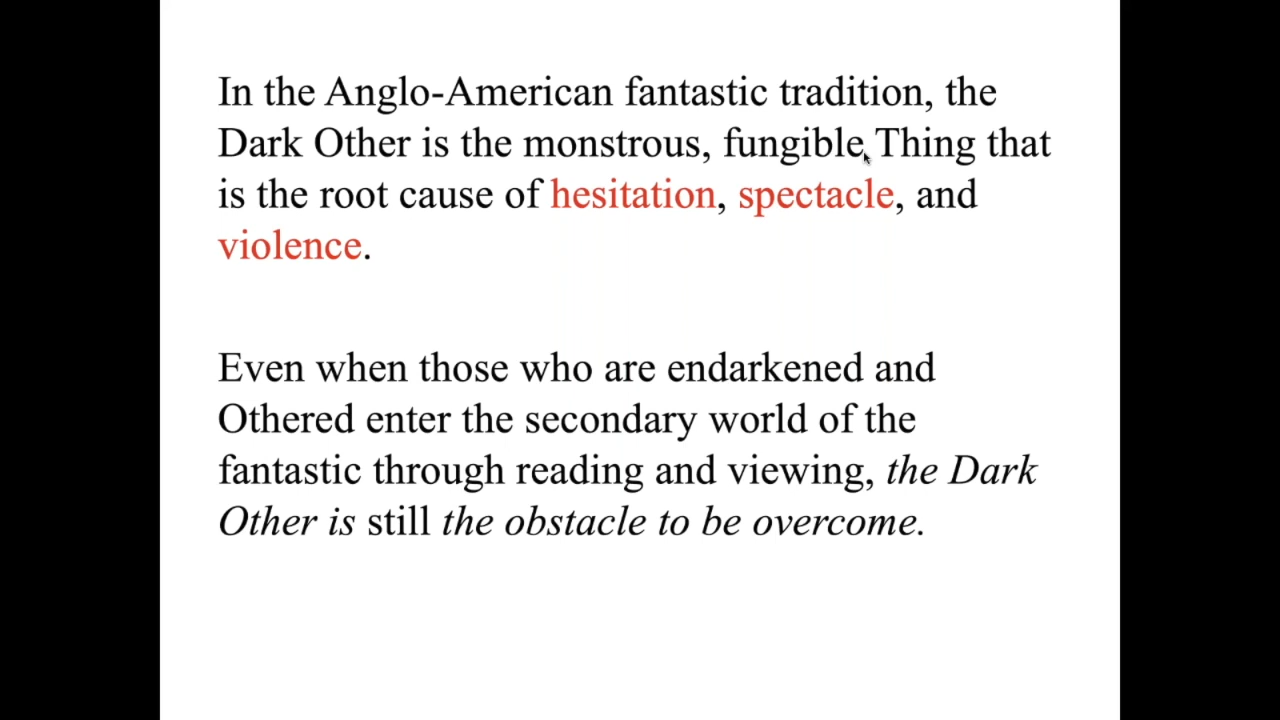 In the Anglo-American fantastic tradition, the
Dark Other is the monstrous, fungible Thing that
is the root cause of hesitation, spectacle, and
violence.
Even when those who are endarkened and
Othered enter the secondary world of the
fantastic through reading and viewing, the Dark
Other is still the obstacle to be overcome.